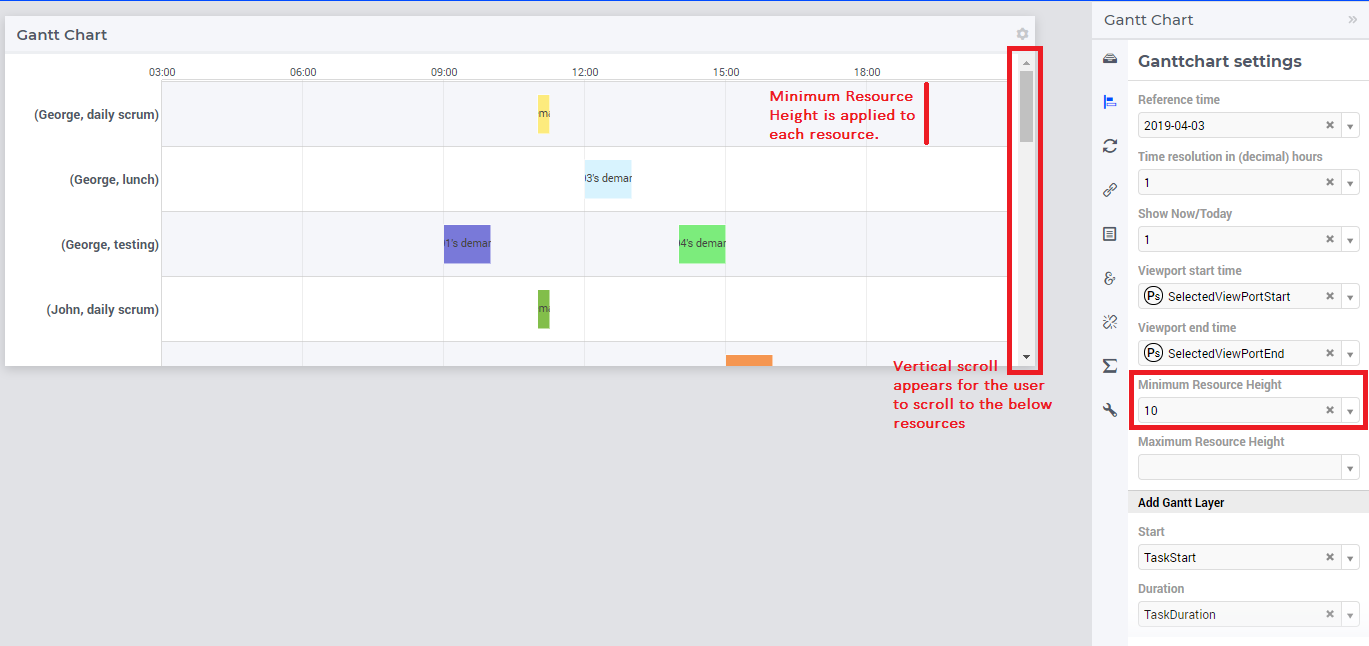 Gantt Chart
03:00 06:00 09:00 12:00 15:00 18:00
(George, daily scrum)
Minimum Resource
Height is applied to
each resource.
(George, lunch)
03's demar
(George, testing)
01's demar
04's demar
(John, daily scrum)
Vertical scroll
appears for the user
to scroll to the below
resources
Gantt Chart
Ganttchart settings
Reference time
2019-04-03
Time resolution in (decimal) hours
1
Show Now/Today
1
Viewport start time
Ps SelectedViewPortStart
Viewport end time
Ps SelectedViewPortEnd
Minimum Resource Height
10
Maximum Resource Height
Add Gantt Layer
Start
TaskStart
Duration
TaskDuration